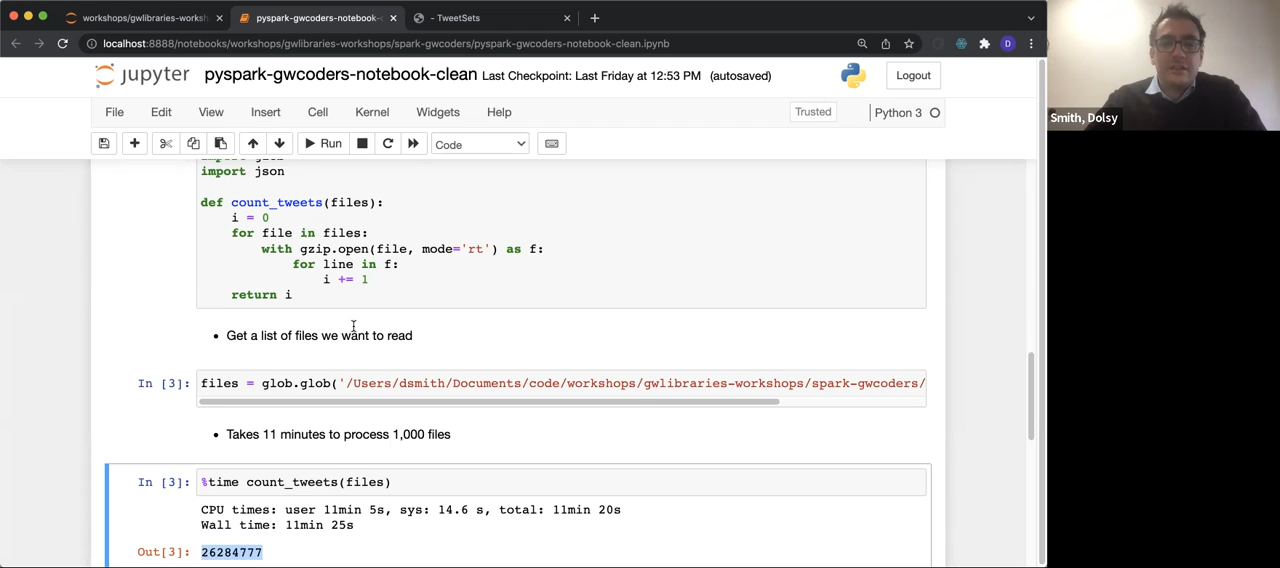 workshops/gwlibraries-worksh
pyspark-gwcoders-notebook-
- TweetSets
localhost:8888/notebooks/workshops/gwlibraries-workshops/spark-gwcoders/pyspark-gwcoders-notebook-clean.ipynb
D
Smith, Dolsy
jupyter pyspark-gwcoders-notebook-clean Last Checkpoint: Last Friday at 12:53 PM (autosaved)
Logout
File Edit View Insert Cell Kernel Widgets Help
Trusted
Python 3
Run
Code
import json
def count_tweets(files):
i = 0
for file in files:
with gzip.open(file, mode='rt') as f:
for line in f:
i += 1
return i
• Get a list of files we want to read
In [3]: files = glob.glob('/Users/dsmith/Documents/code/workshops/gwlibraries-workshops/spark-gwcoders/
• Takes 11 minutes to process 1,000 files
In [3]: %time count_tweets(files)
CPU times: user 11min 5s, sys: 14.6 s, total: 11min 20s
Wall time: 11min 25s
Out[3]: 26284777